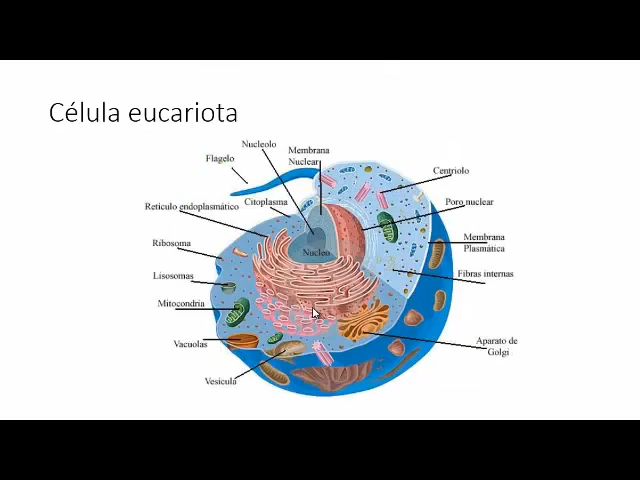 Célula eucariota
Nucleolo
Membrana
Nuclear
Flagelo
Centriolo
Citoplasma
Poro nuclear
Retículo endoplasmático
Membrana
Plasmática
Ribosoma
Nucleo
Fibras internas
Lisosomas
Mitocondria
Aparato de
Golgi
Vacuolas
Vesícula